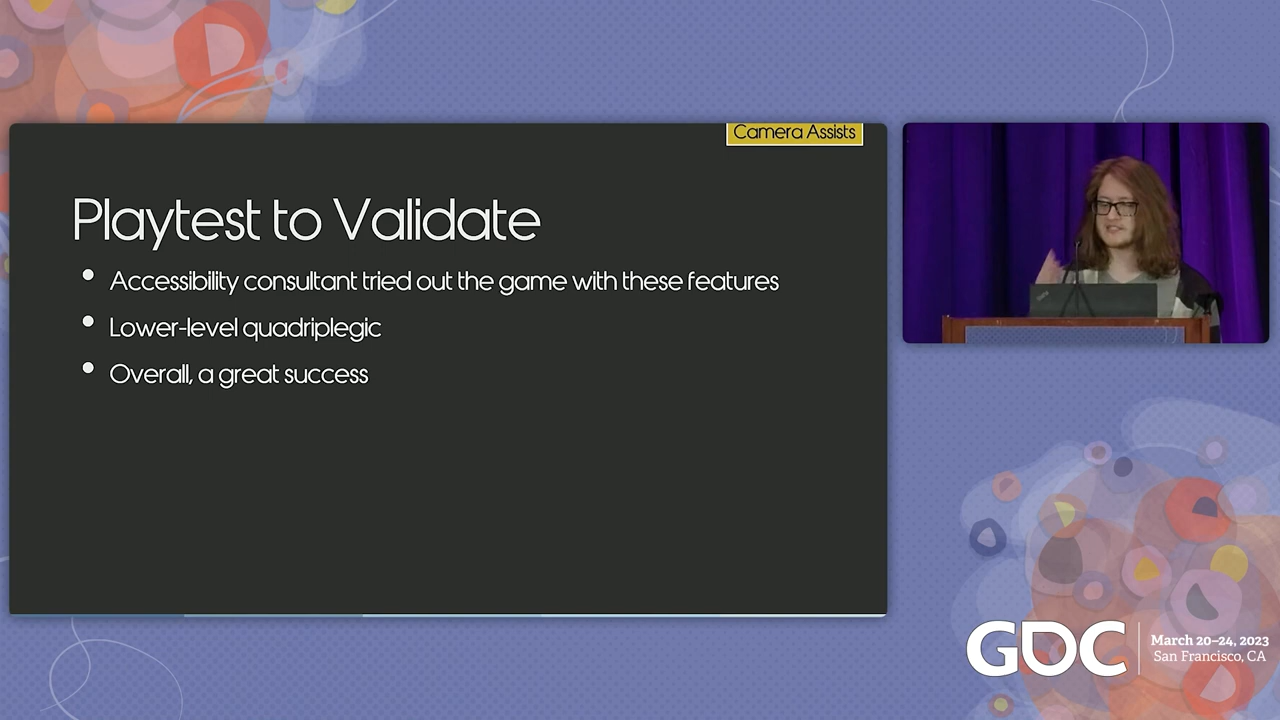 Camera Assists
Playtest to Validate
• Accessibility consultant tried out the game with these features
• Lower-level quadriplegic
• Overall, a great success
GDC
March 20–24, 2023
San Francisco, CA